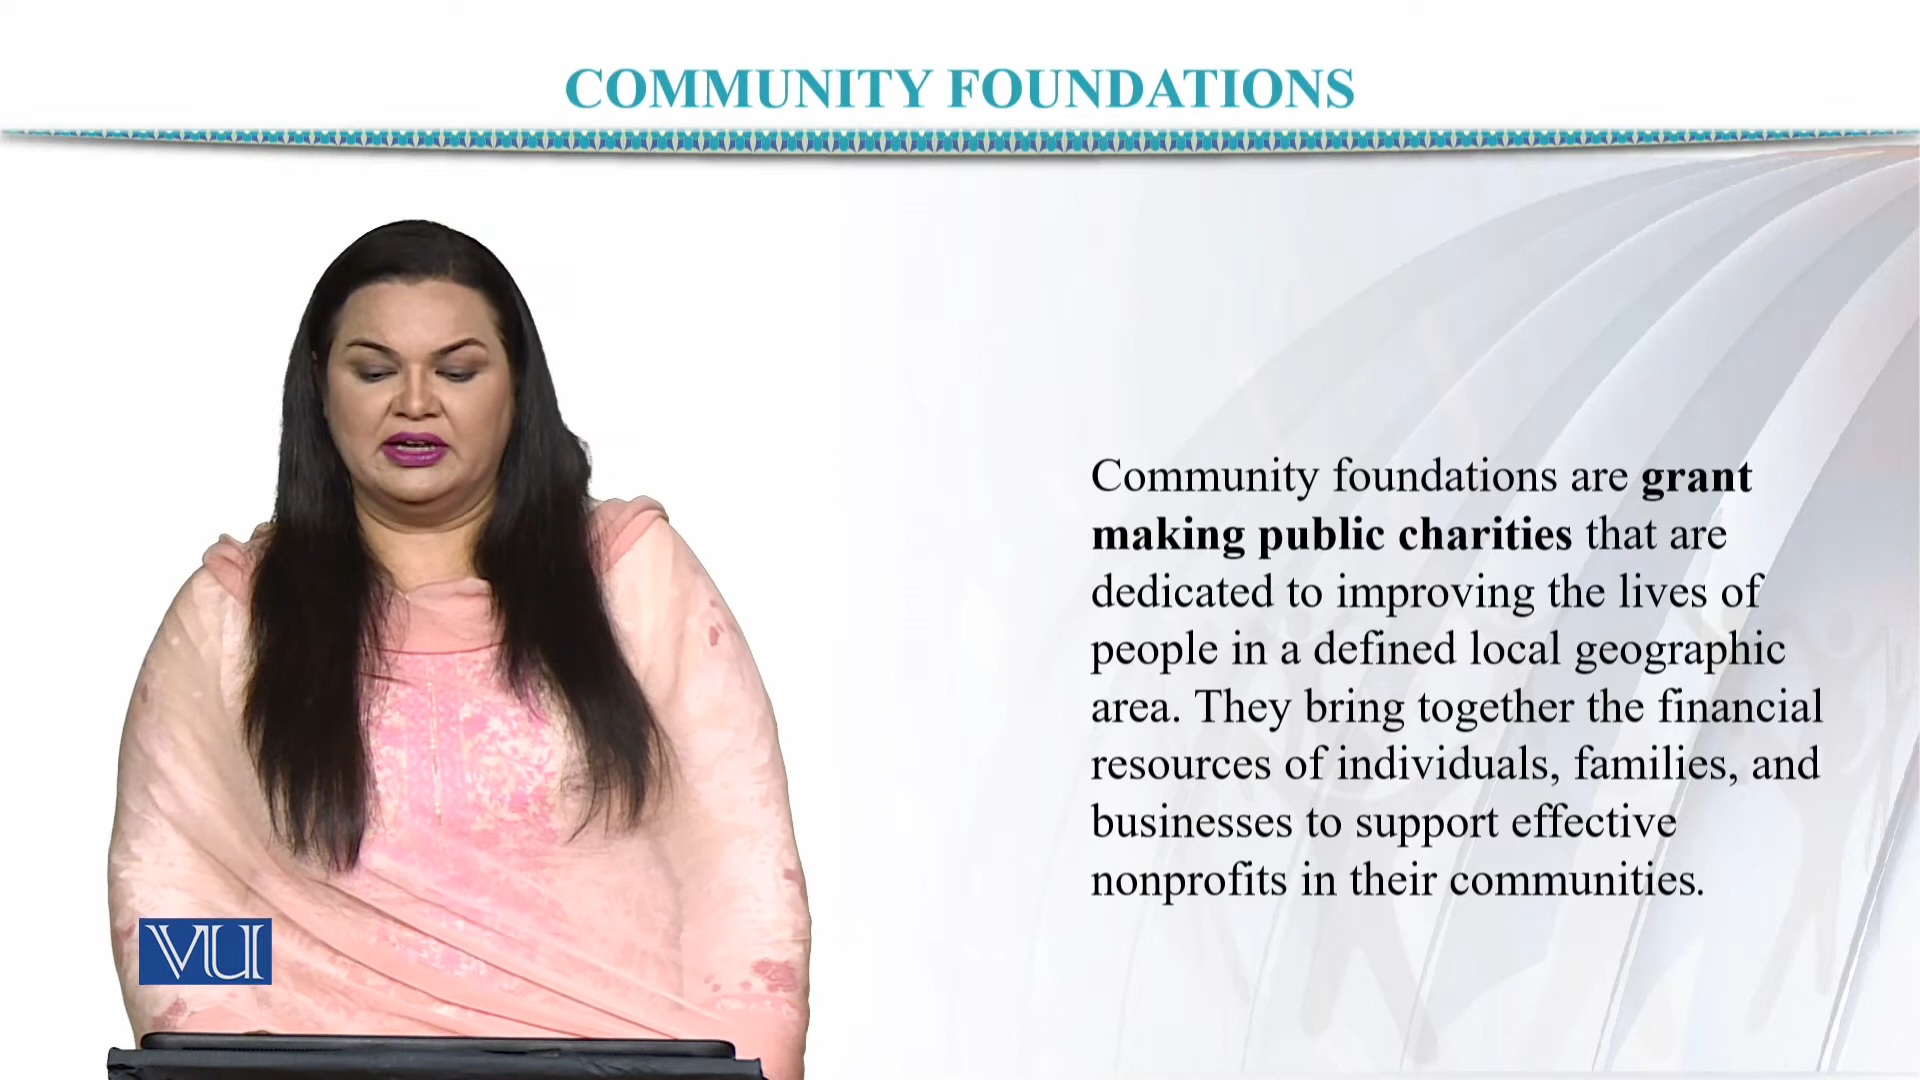 COMMUNITY FOUNDATIONS
Community foundations are grant
making public charities that are
dedicated to improving the lives of
people in a defined local geographic
area. They bring together the financial
resources of individuals, families, and
businesses to support effective
nonprofits in their communities.
VU